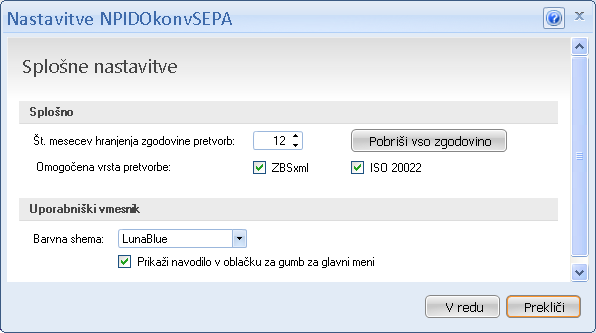 Nastavitve NPIDOkonvSEPA
Splošne nastavitve
Splošno
Št. mesecev hranjenja zgodovine pretvorb: 12 Pobriši vso zgodovino
Omogočena vrsta pretvorbe: ZBSxml ISO 20022
Uporabniški vmesnik
Barvna shema: LunaBlue
Prikaži navodilo v oblačku za gumb za glavni meni
V redu Prekliči